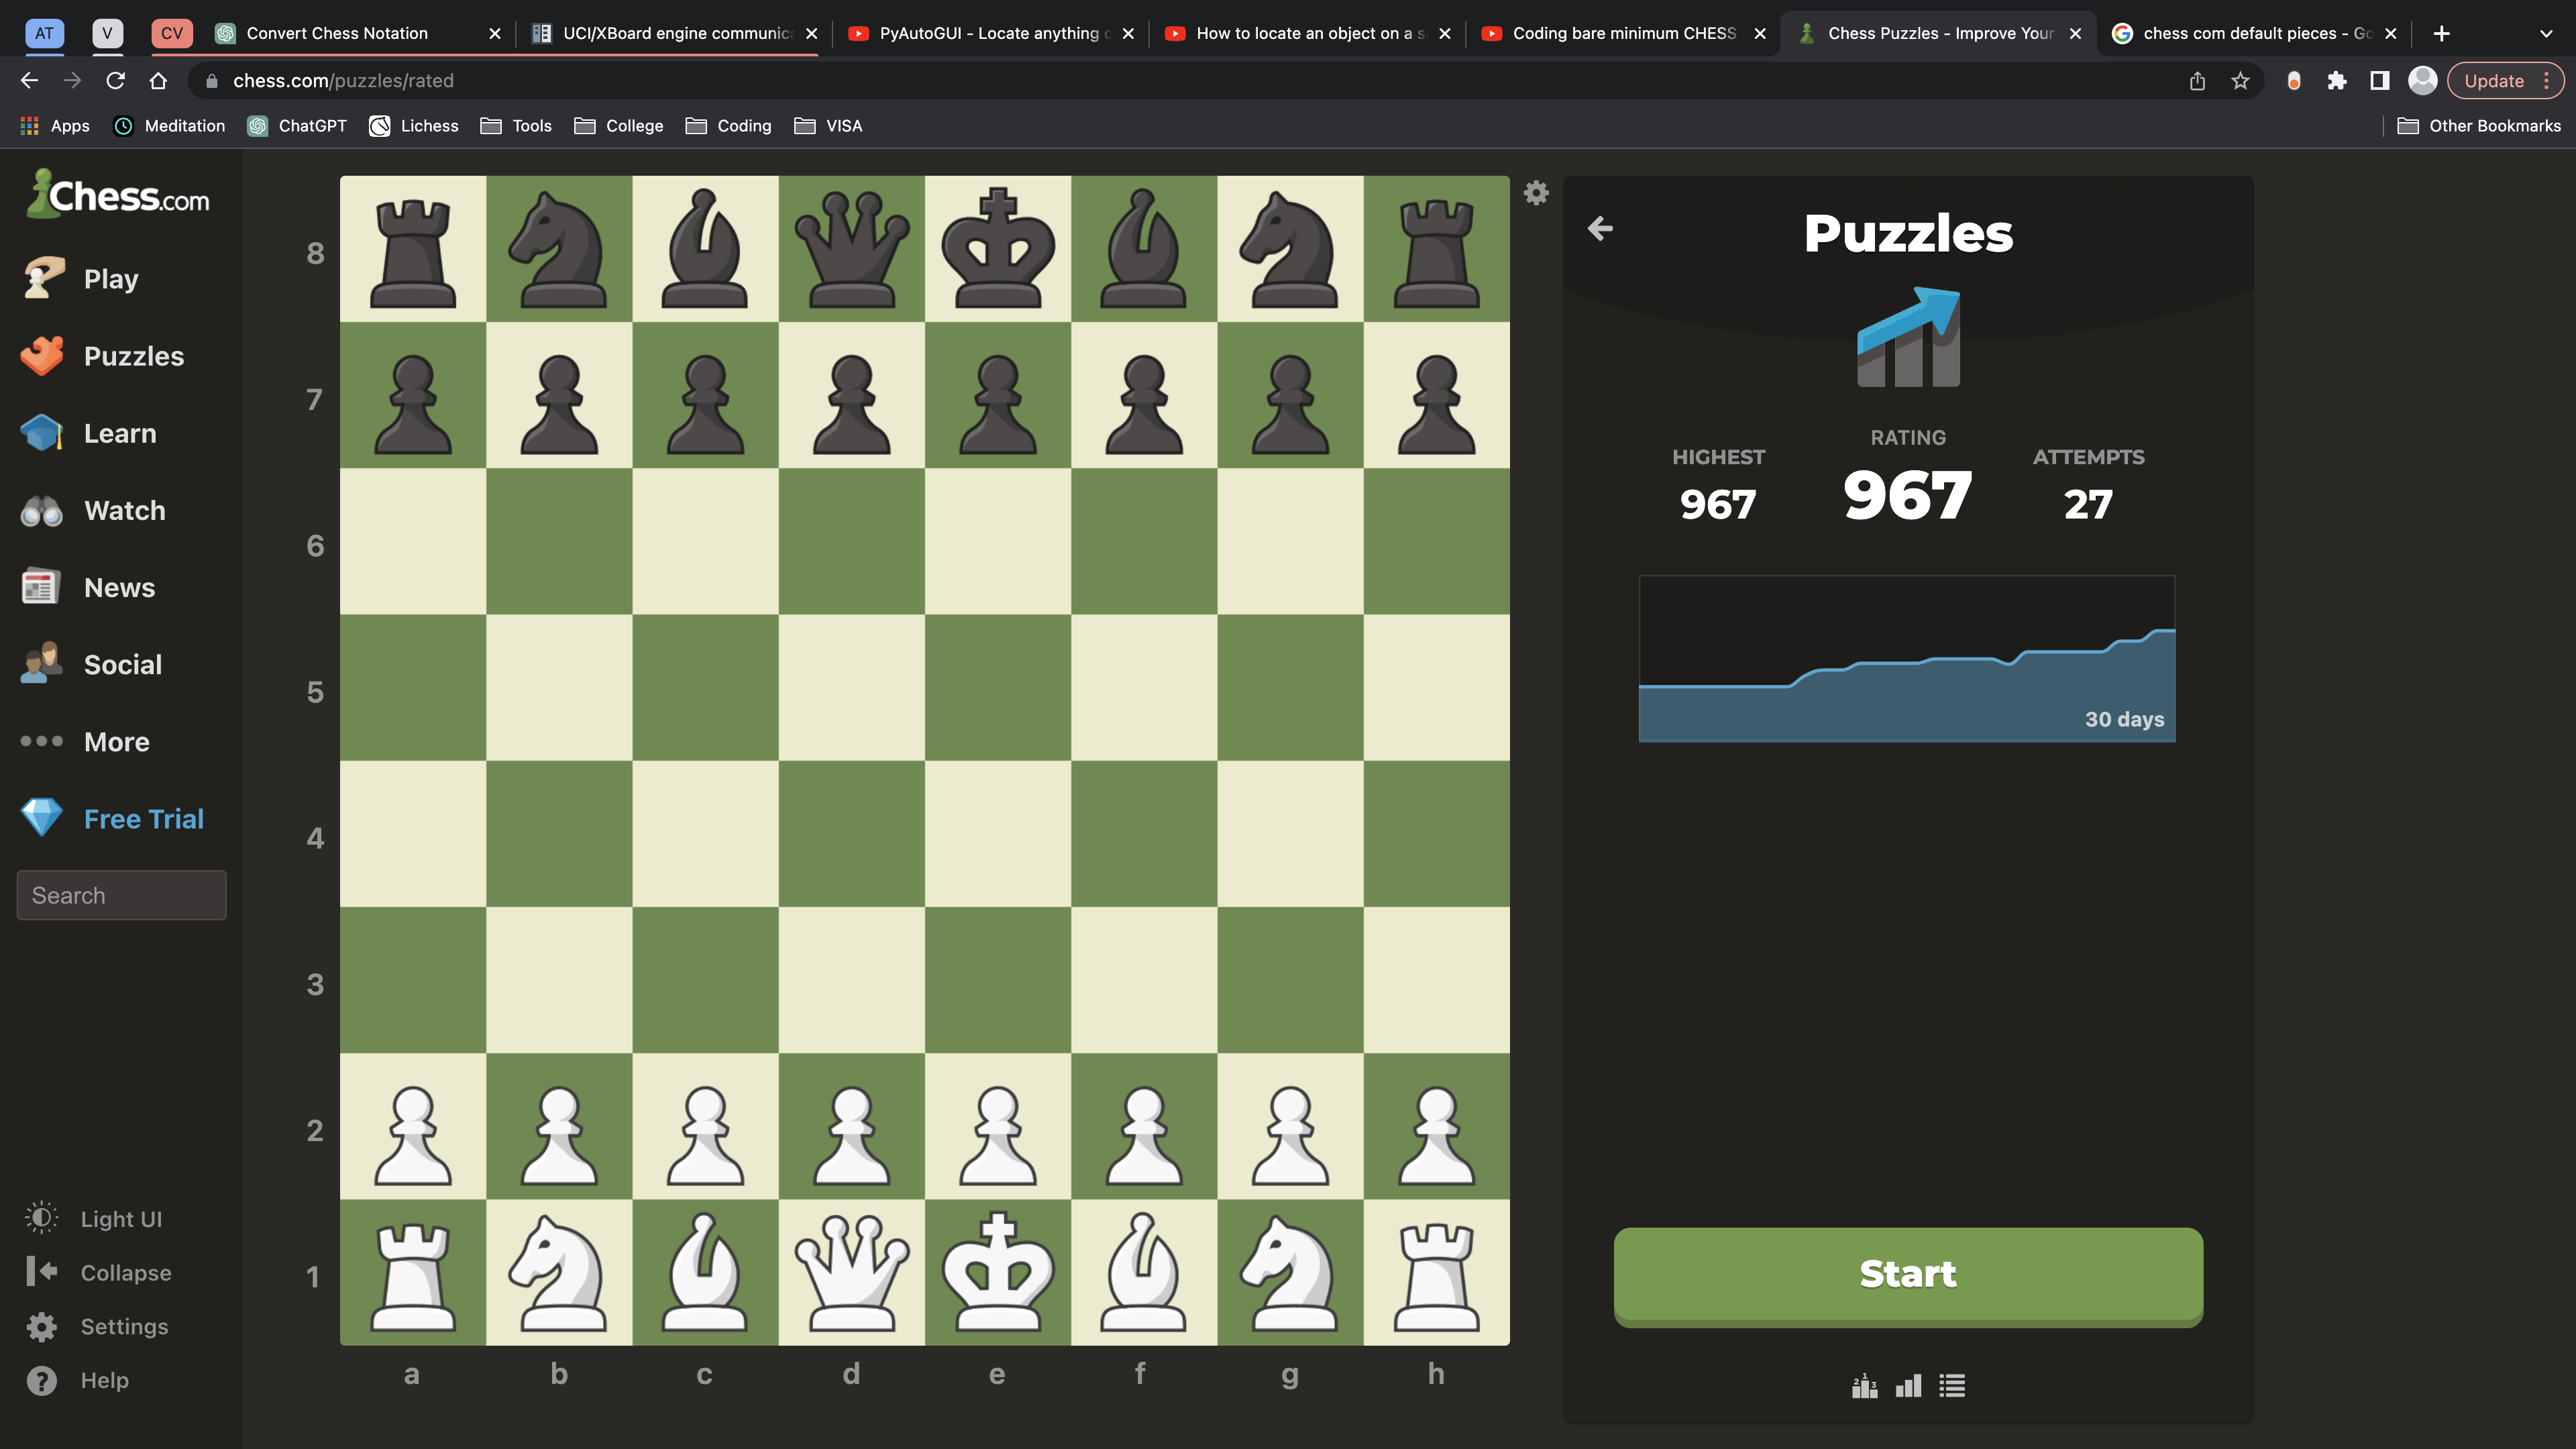 AT V CV Convert Chess Notation UCI/XBoard engine communic PyAutoGUI - Locate anything How to locate an object on a s Coding bare minimum CHESS Chess Puzzles - Improve Your chess com default pieces - Go
chess.com/puzzles/rated Update
Apps Meditation ChatGPT Lichess Tools College Coding VISA Other Bookmarks
Chess.com
Play
Puzzles
Learn
Watch
News
Social
More
Free Trial
Search
Light UI
Collapse
Settings
Help
8
7
6
5
4
3
2
1
a b c d e f g h
Puzzles
RATING
HIGHEST ATTEMPTS
967 967 27
30 days
Start
2 1 3